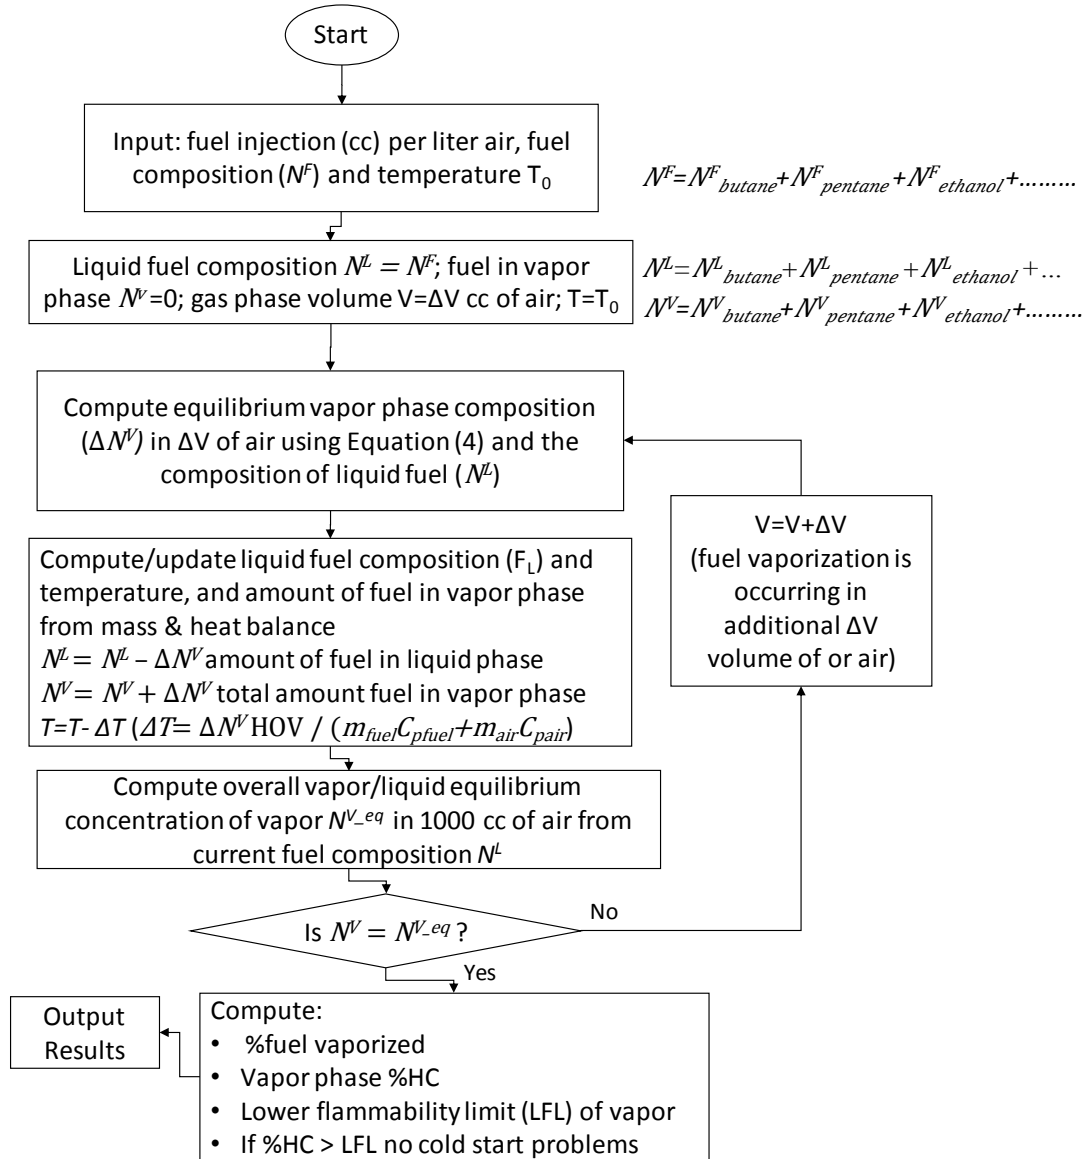 Start
Input: fuel injection (cc) per liter air, fuel
composition (N^F) and temperature T₀
N^F=N^F_butane+N^F_pentane+N^F_ethanol+.........
Liquid fuel composition N^L = N^F; fuel in vapor
phase N^V=0; gas phase volume V=ΔV cc of air; T=T₀
N^L=N^L_butane+N^L_pentane+N^L_ethanol+...
N^V=N^V_butane+N^V_pentane+N^V_ethanol+.........
Compute equilibrium vapor phase composition
(ΔN^V) in ΔV of air using Equation (4) and the
composition of liquid fuel (N^L)
V=V+ΔV
(fuel vaporization is
occurring in
additional ΔV
volume of or air)
Compute/update liquid fuel composition (F_L) and
temperature, and amount of fuel in vapor phase
from mass & heat balance
N^L= N^L – ΔN^V amount of fuel in liquid phase
N^V= N^V + ΔN^V total amount fuel in vapor phase
T=T- ΔT (ΔT= ΔN^V HOV / (m_fuel C_pfuel+m_air C_pair)
Compute overall vapor/liquid equilibrium
concentration of vapor N^V_eq in 1000 cc of air from
current fuel composition N^L
Is N^V = N^V_eq ?
No
Yes
Output
Results
Compute:
• %fuel vaporized
• Vapor phase %HC
• Lower flammability limit (LFL) of vapor
• If %HC > LFL no cold start problems